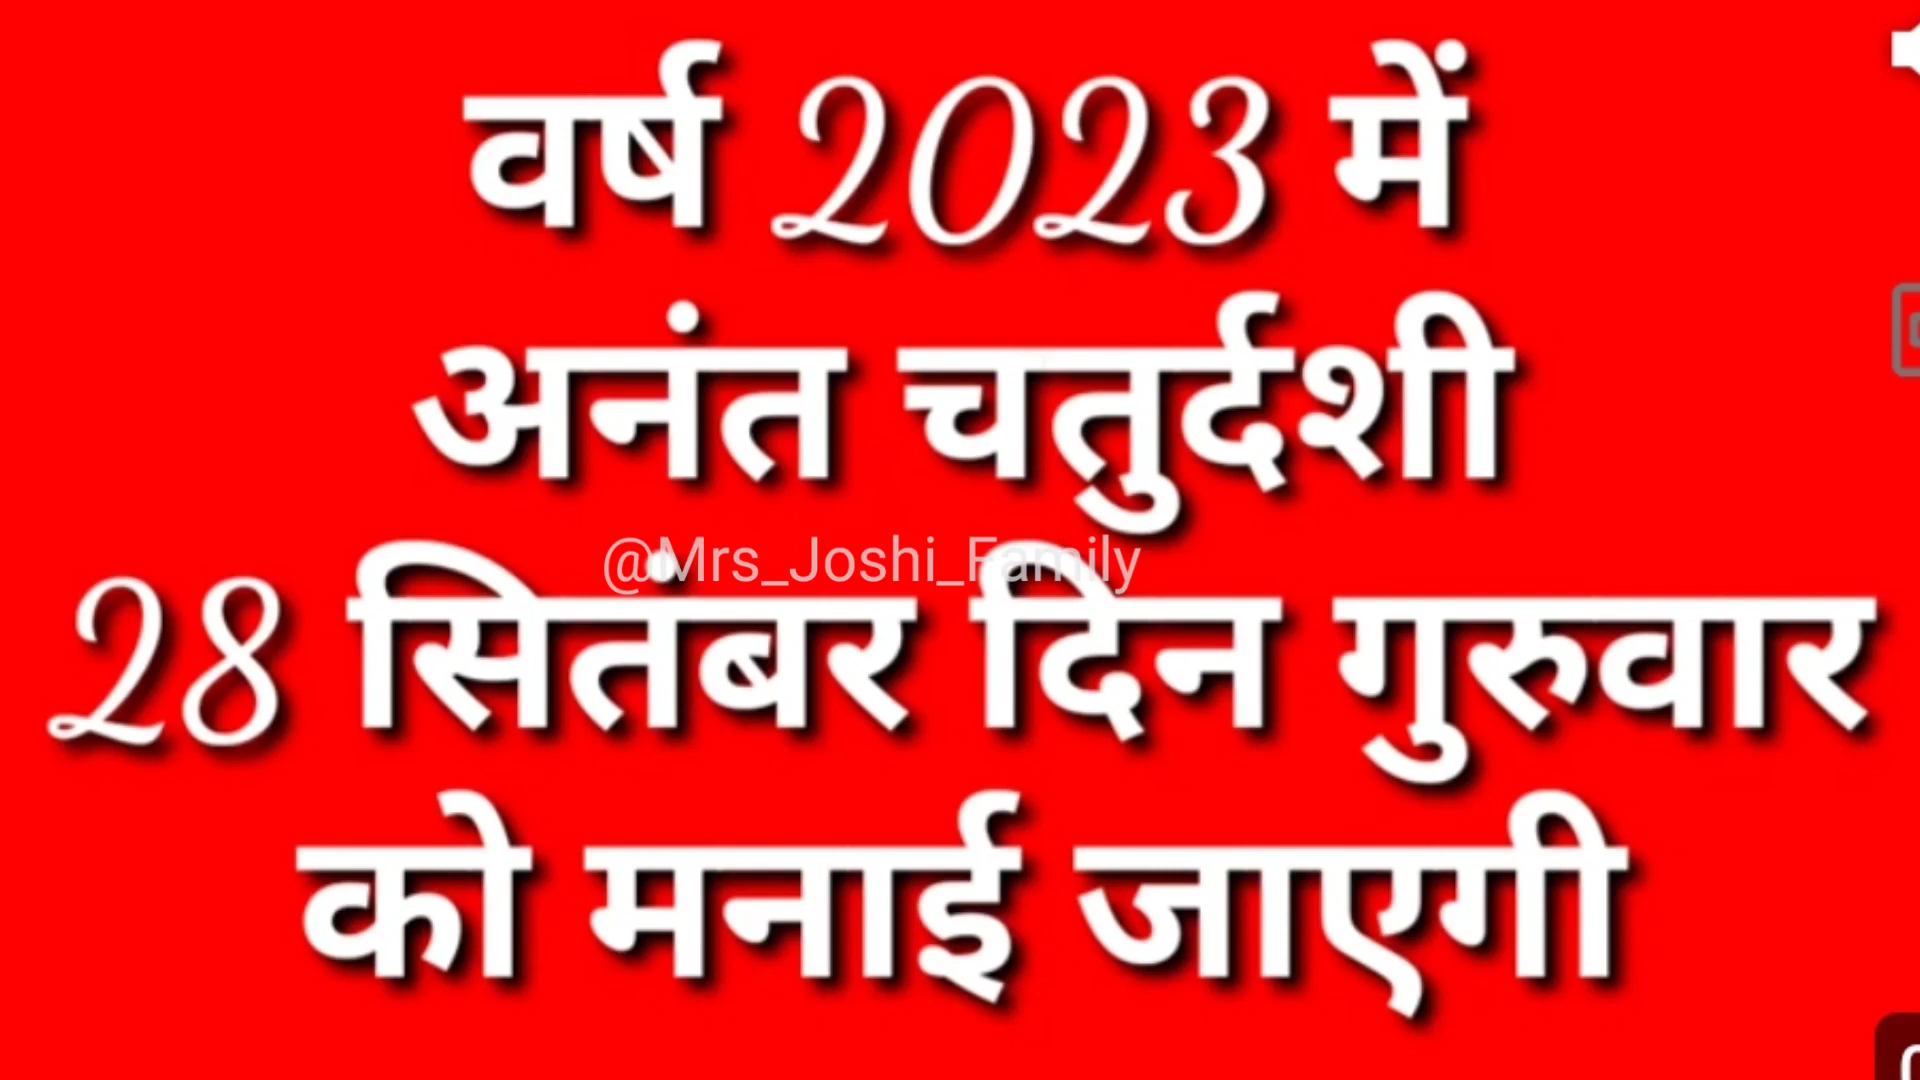 वर्ष 2023 में
अनंत चतुर्दशी
@Mrs_Joshi_Family
28 सितंबर दिन गुरुवार
को मनाई जाएगी